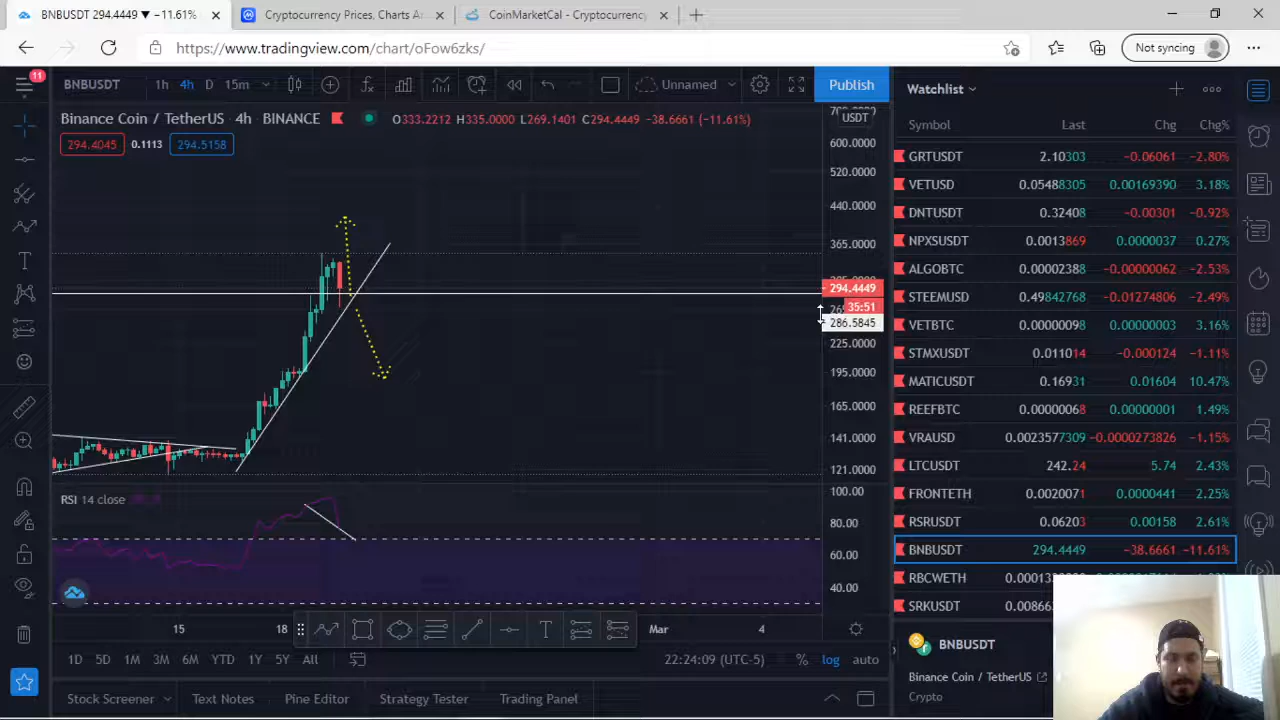 BNBUSDT 294.4449 ▼ −11.61% ×
Cryptocurrency Prices, Charts A ×
CoinMarketCal - Cryptocurrency ×
https://www.tradingview.com/chart/oFow6zks/
Not syncing
11
BNBUSDT 1h 4h D 15m
Unnamed
Publish
Binance Coin / TetherUS · 4h · BINANCE
O333.2212 H335.0000 L269.1401 C294.4449 −38.6661 (−11.61%)
294.4045 0.1113 294.5158
USDT
600.0000
520.0000
440.0000
365.0000
294.4449
35:51
286.5845
225.0000
195.0000
165.0000
141.0000
121.0000
RSI 14 close
100.00
80.00
60.00
40.00
15 18 Mar 4
1D 5D 1M 3M 6M YTD 1Y 5Y All
22:24:09 (UTC-5) % log auto
Stock Screener Text Notes Pine Editor Strategy Tester Trading Panel
Watchlist
Symbol Last Chg Chg%
GRTUSDT 2.10303 −0.06061 −2.80%
VETUSD 0.05488305 0.00169390 3.18%
DNTUSDT 0.32408 −0.00301 −0.92%
NPXSUSDT 0.0013869 0.0000037 0.27%
ALGOBTC 0.00002388 −0.00000062 −2.53%
STEEMUSD 0.49842768 −0.01274806 −2.49%
VETBTC 0.00000098 0.00000004 3.16%
STMXUSDT 0.011014 −0.000124 −1.11%
MATICUSDT 0.16931 0.01604 10.47%
REEFBTC 0.00000068 0.00000001 1.49%
VRAUSD 0.0023577309 −0.0000273826 −1.15%
LTCUSDT 242.24 5.74 2.43%
FRONTETH 0.0020071 0.0000441 2.25%
RSRUSDT 0.06203 0.00158 2.61%
BNBUSDT 294.4449 −38.6661 −11.61%
RBCWETH
SRKUSDT
BNBUSDT
Binance Coin / TetherUS
Crypto